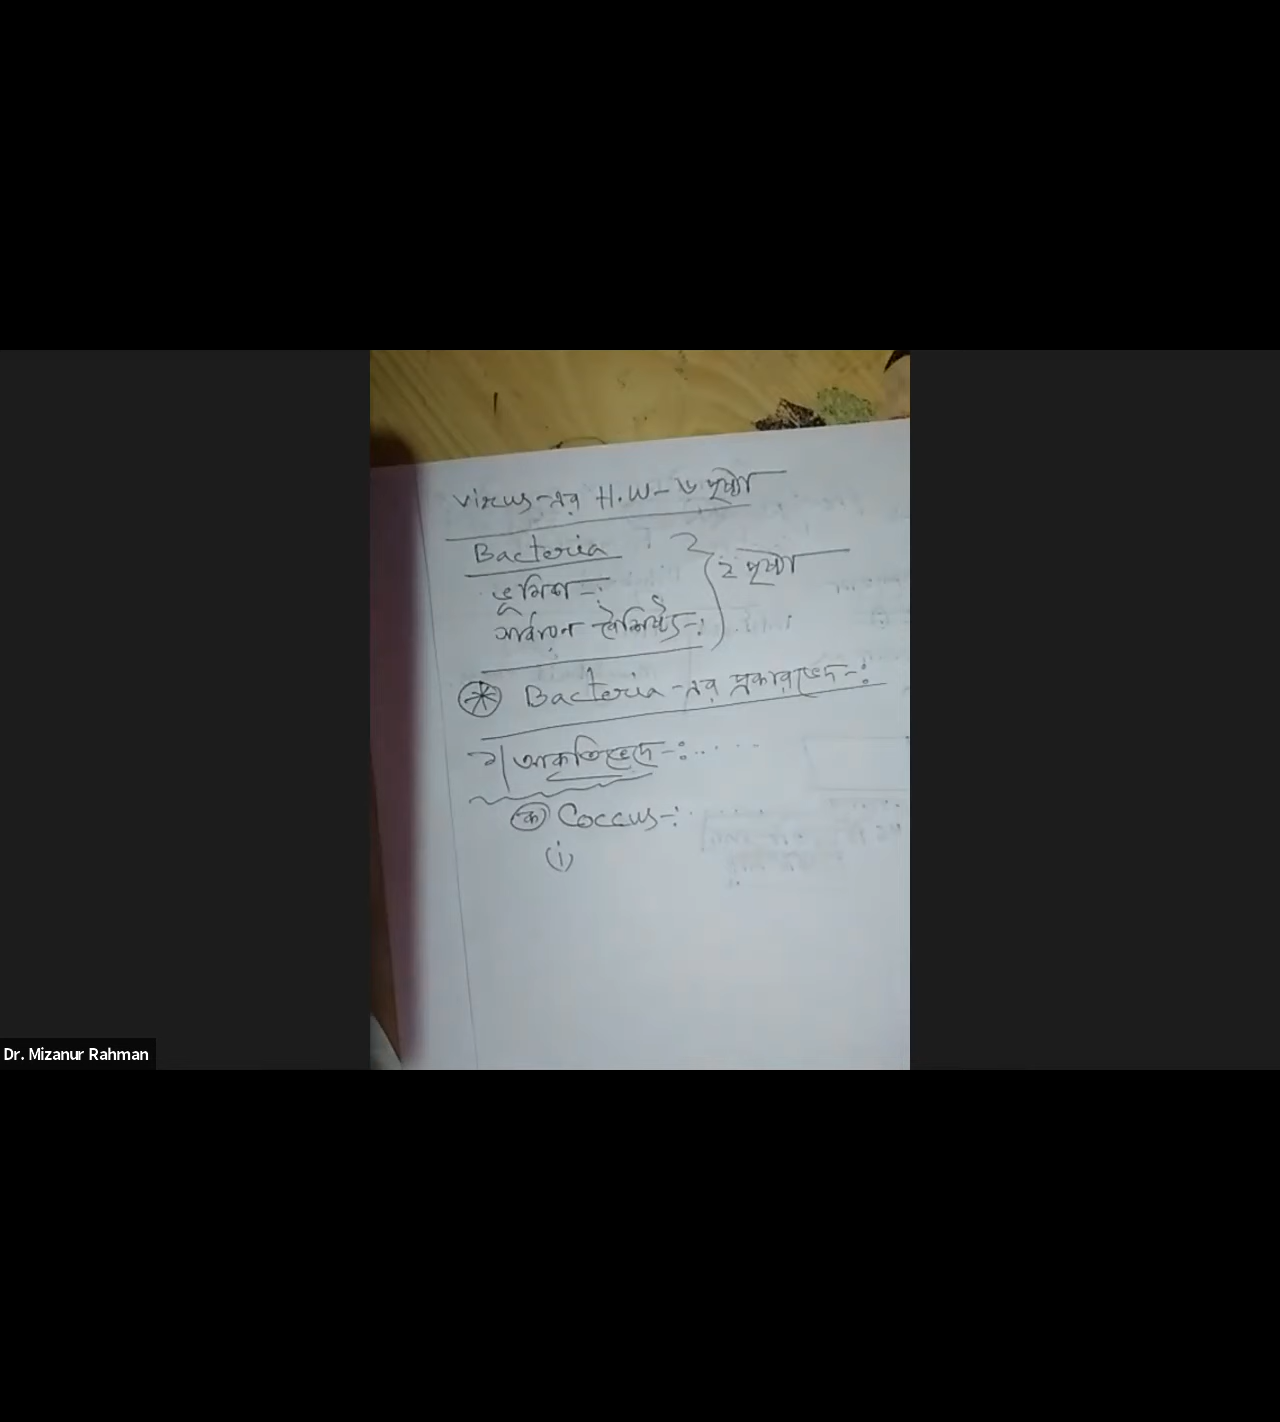 Virus-এর H.W- ৬ পৃষ্ঠা
Bacteria
ভূমিকা-:
সাধারণ বৈশিষ্ট্য-:
২ পৃষ্ঠা
Bacteria-এর প্রকারভেদ-:
১| আকৃতিভেদে-:.....
ক Coccus-:
(i)
Dr. Mizanur Rahman